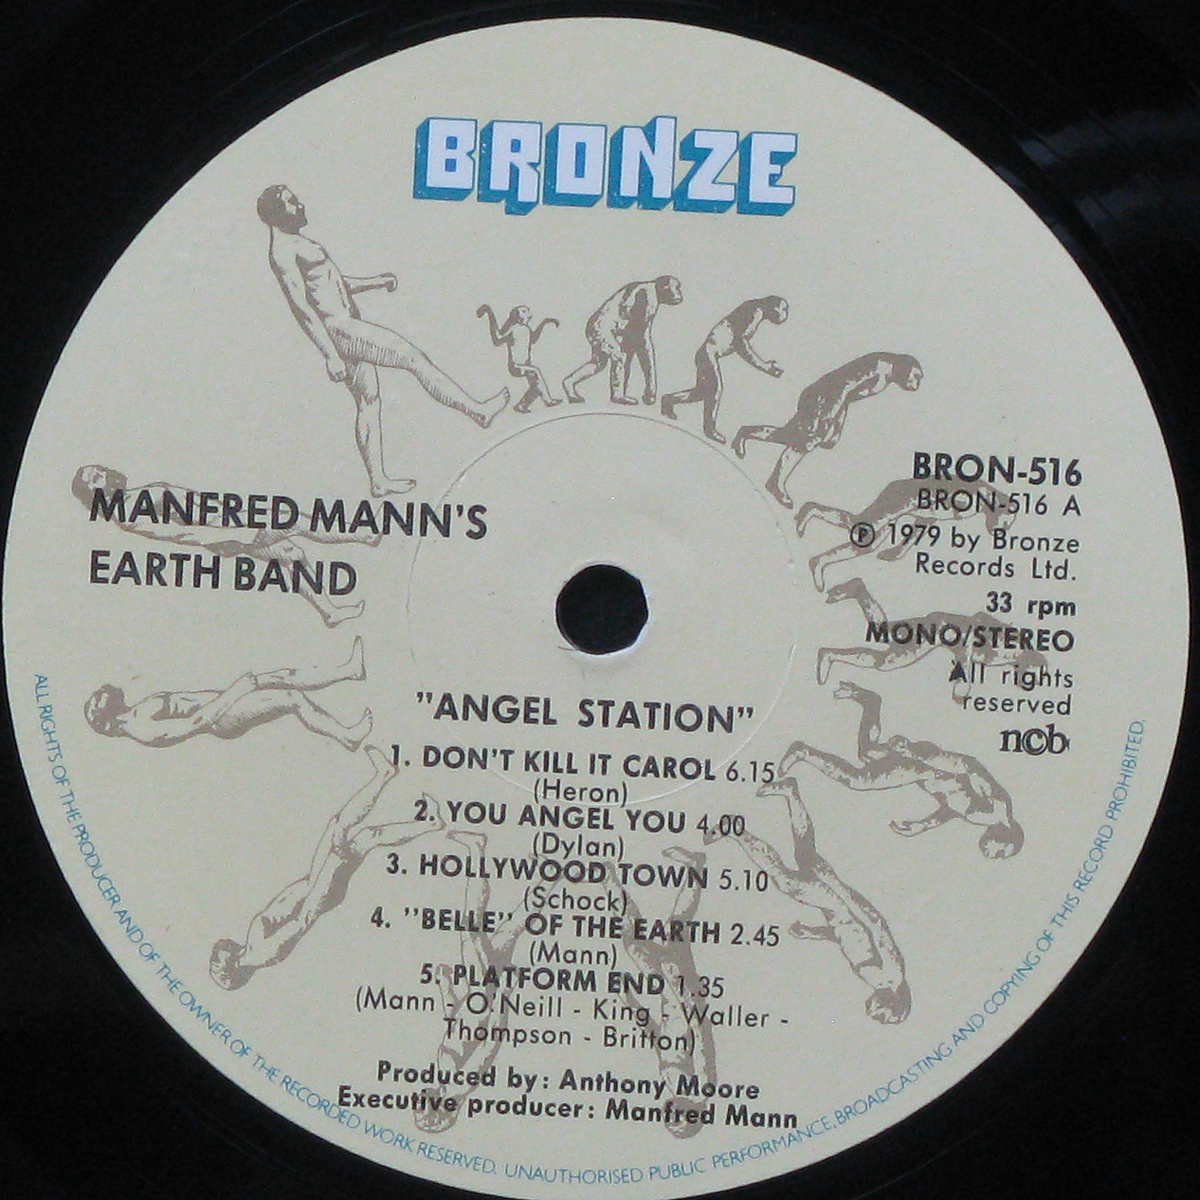 BRONZE
MANFRED MANN'S
EARTH BAND
BRON-516
BRON-516 A
Ⓟ 1979 by Bronze
Records Ltd.
33 rpm
MONO/STEREO
All rights
reserved
n©b
"ANGEL STATION"
1. DON'T KILL IT CAROL 6.15
(Heron)
2. YOU ANGEL YOU 4.00
(Dylan)
3. HOLLYWOOD TOWN 5.10
(Schock)
4. "BELLE" OF THE EARTH 2.45
(Mann)
5. PLATFORM END 1.35
(Mann - O'Neill - King - Waller -
Thompson - Britton)
Produced by: Anthony Moore
Executive producer: Manfred Mann
ALL RIGHTS OF THE PRODUCER AND OF THE OWNER OF THE RECORDED WORK RESERVED. UNAUTHORISED PUBLIC PERFORMANCE, BROADCASTING AND COPYING OF THIS RECORD PROHIBITED.